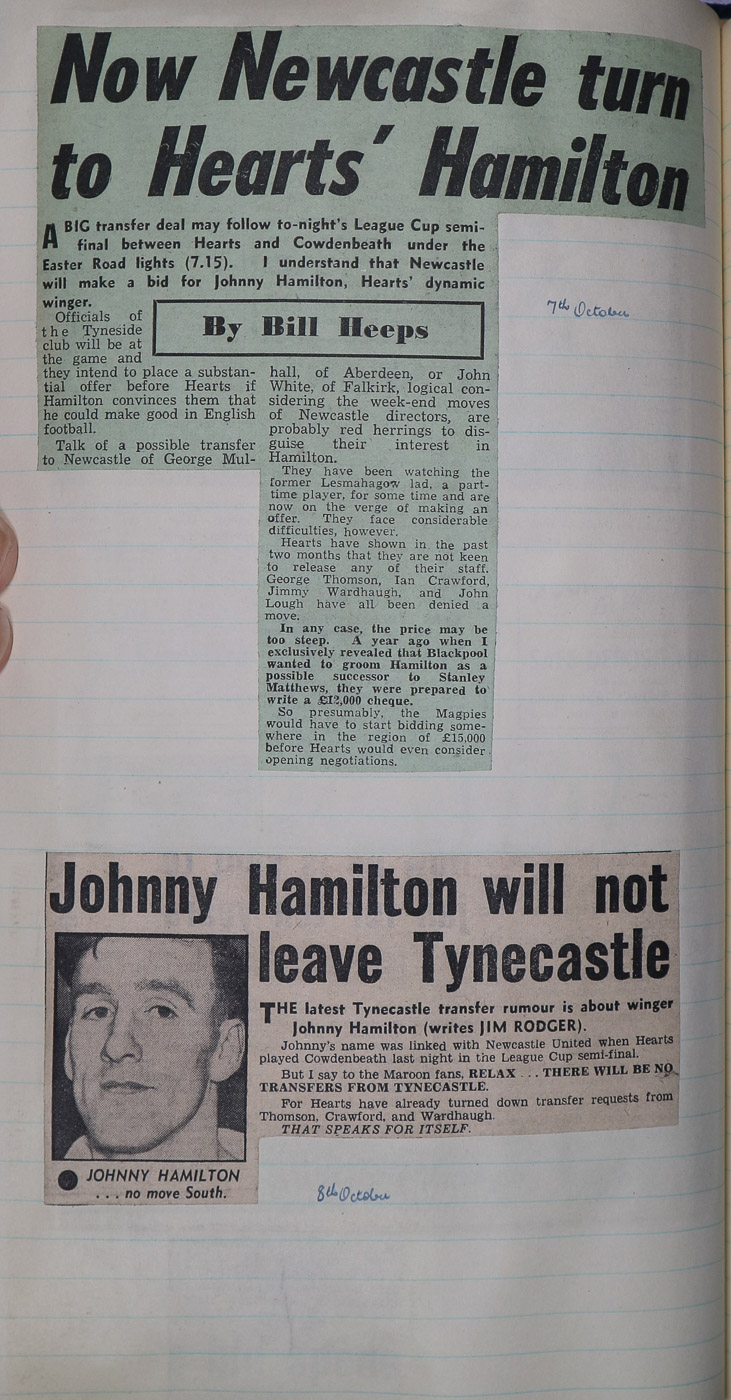 Now Newcastle turn
to Hearts' Hamilton
A BIG transfer deal may follow to-night's League Cup semi-
final between Hearts and Cowdenbeath under the
Easter Road lights (7.15). I understand that Newcastle
will make a bid for Johnny Hamilton, Hearts' dynamic
winger.
By Bill Heeps
Officials of
the Tyneside
club will be at
the game and
they intend to place a substan-
tial offer before Hearts if
Hamilton convinces them that
he could make good in English
football.
Talk of a possible transfer
to Newcastle of George Mul-
hall, of Aberdeen, or John
White, of Falkirk, logical con-
sidering the week-end moves
of Newcastle directors, are
probably red herrings to dis-
guise their interest in
Hamilton.
They have been watching the
former Lesmahagow lad, a part-
time player, for some time and are
now on the verge of making an
offer. They face considerable
difficulties, however.
Hearts have shown in the past
two months that they are not keen
to release any of their staff.
George Thomson, Ian Crawford,
Jimmy Wardhaugh, and John
Lough have all been denied a
move.
In any case, the price may be
too steep. A year ago when I
exclusively revealed that Blackpool
wanted to groom Hamilton as a
possible successor to Stanley
Matthews, they were prepared to
write a £12,000 cheque.
So presumably, the Magpies
would have to start bidding some-
where in the region of £15,000
before Hearts would even consider
opening negotiations.
7th October
Johnny Hamilton will not
leave Tynecastle
THE latest Tynecastle transfer rumour is about winger
Johnny Hamilton (writes JIM RODGER).
Johnny's name was linked with Newcastle United when Hearts
played Cowdenbeath last night in the League Cup semi-final.
But I say to the Maroon fans, RELAX . . . THERE WILL BE NO
TRANSFERS FROM TYNECASTLE.
For Hearts have already turned down transfer requests from
Thomson, Crawford, and Wardhaugh.
THAT SPEAKS FOR ITSELF.
JOHNNY HAMILTON
. . . no move South.
8th October